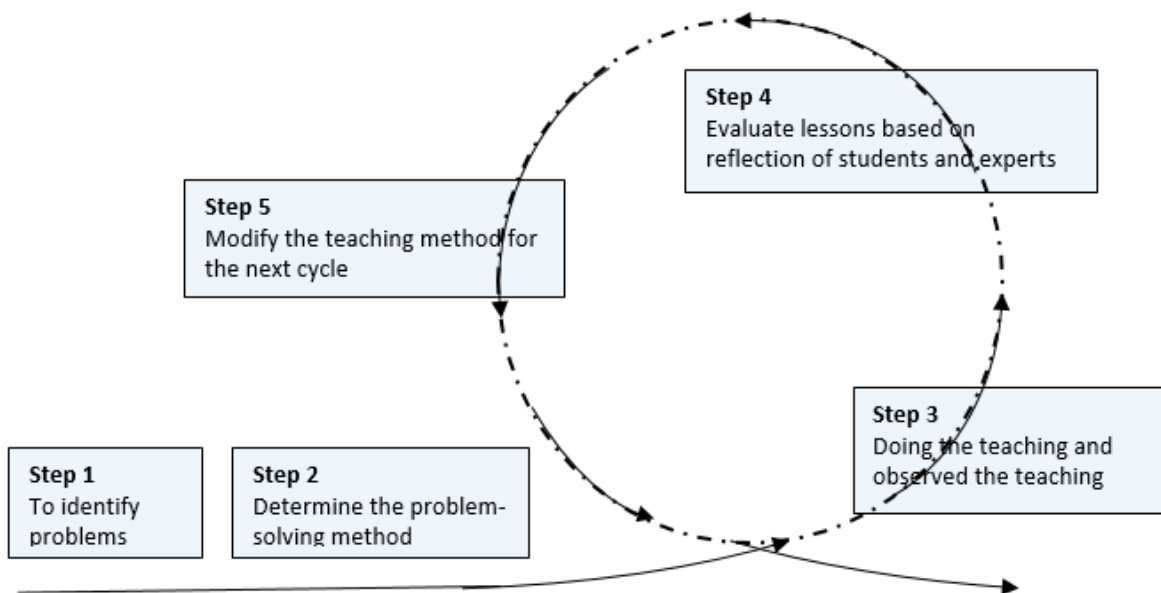 Step 4
Evaluate lessons based on
reflection of students and experts
Step 5
Modify the teaching method for
the next cycle
Step 3
Doing the teaching and
observed the teaching
Step 1
To identify
problems
Step 2
Determine the problem-
solving method